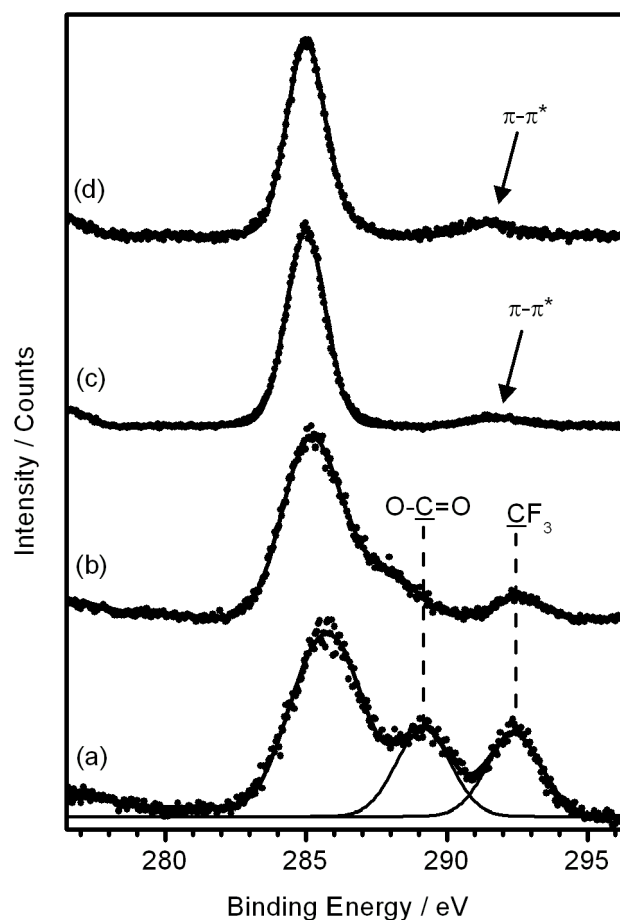 π-π*
(d)
π-π*
(c)
O-C=O
CF3
(b)
(a)
Intensity / Counts
280
285
290
295
Binding Energy / eV